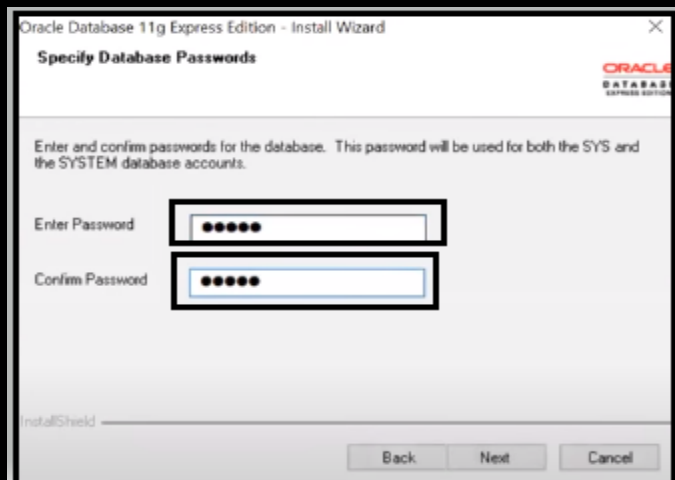 Oracle Database 11g Express Edition - Install Wizard
Specify Database Passwords
ORACLE
DATABASE
EXPRESS EDITION
Enter and confirm passwords for the database. This password will be used for both the SYS and
the SYSTEM database accounts.
Enter Password ●●●●●
Confirm Password ●●●●●
InstallShield
Back Next Cancel